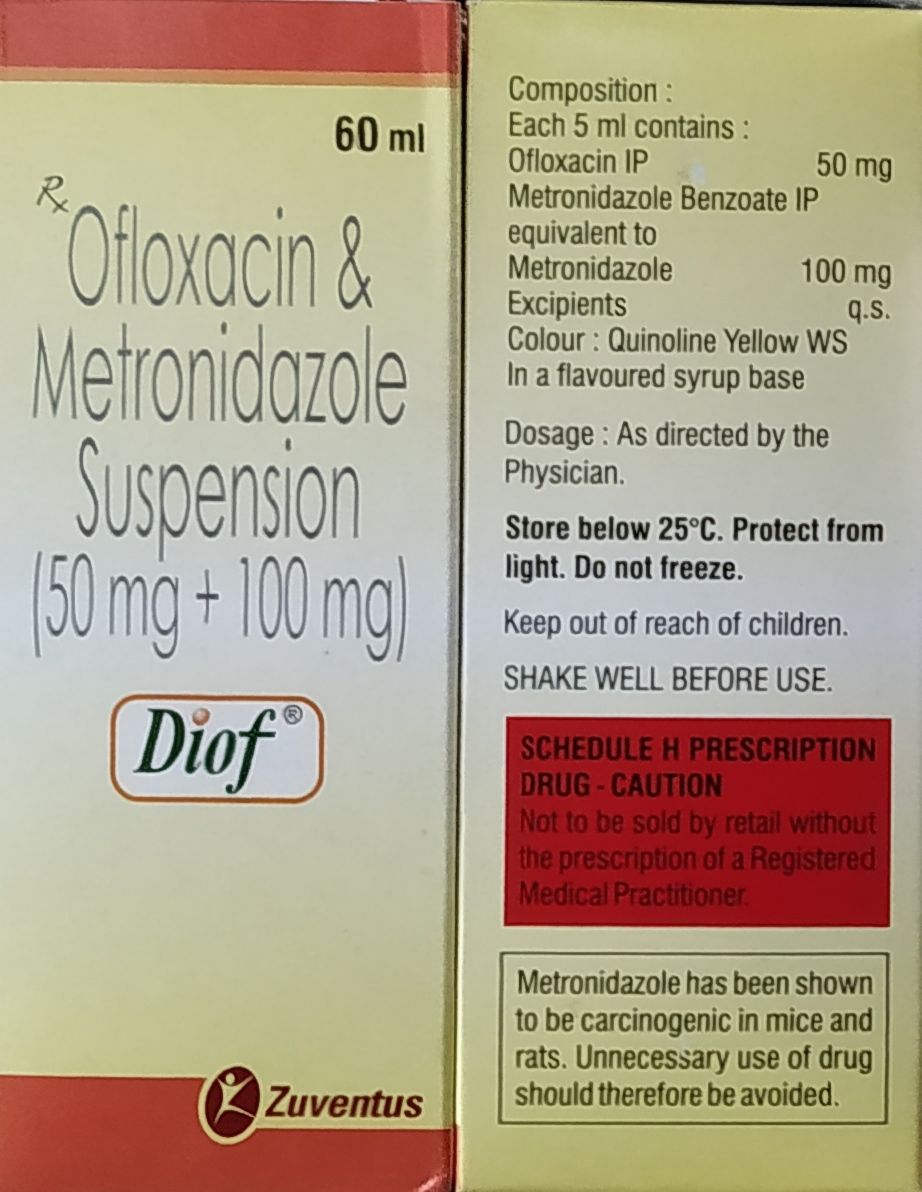 60 ml
Rx
Ofloxacin &
Metronidazole
Suspension
(50 mg + 100 mg)
Diof®
Zuventus
Composition :
Each 5 ml contains :
Ofloxacin IP 50 mg
Metronidazole Benzoate IP
equivalent to
Metronidazole 100 mg
Excipients q.s.
Colour : Quinoline Yellow WS
In a flavoured syrup base
Dosage : As directed by the
Physician.
Store below 25°C. Protect from
light. Do not freeze.
Keep out of reach of children.
SHAKE WELL BEFORE USE.
SCHEDULE H PRESCRIPTION
DRUG - CAUTION
Not to be sold by retail without
the prescription of a Registered
Medical Practitioner.
Metronidazole has been shown
to be carcinogenic in mice and
rats. Unnecessary use of drug
should therefore be avoided.